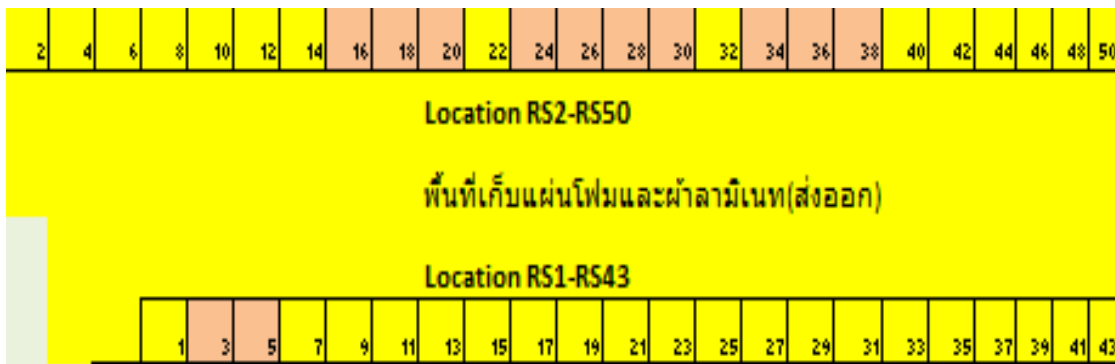 2 4 6 8 10 12 14 16 18 20 22 24 26 28 30 32 34 36 38 40 42 44 46 48 50
Location RS2-RS50
พื้นที่เก็บแผ่นโฟมและผ้าลามิเนท(ส่งออก)
Location RS1-RS43
1 3 5 7 9 11 13 15 17 19 21 23 25 27 29 31 33 35 37 39 41 43